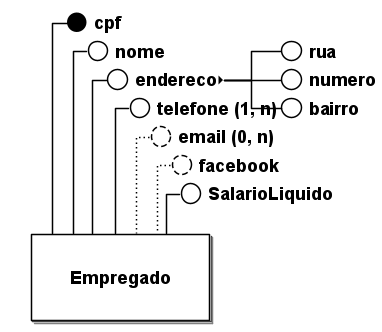 cpf
nome
endereco
rua
numero
bairro
telefone (1, n)
email (0, n)
facebook
SalarioLiquido
Empregado